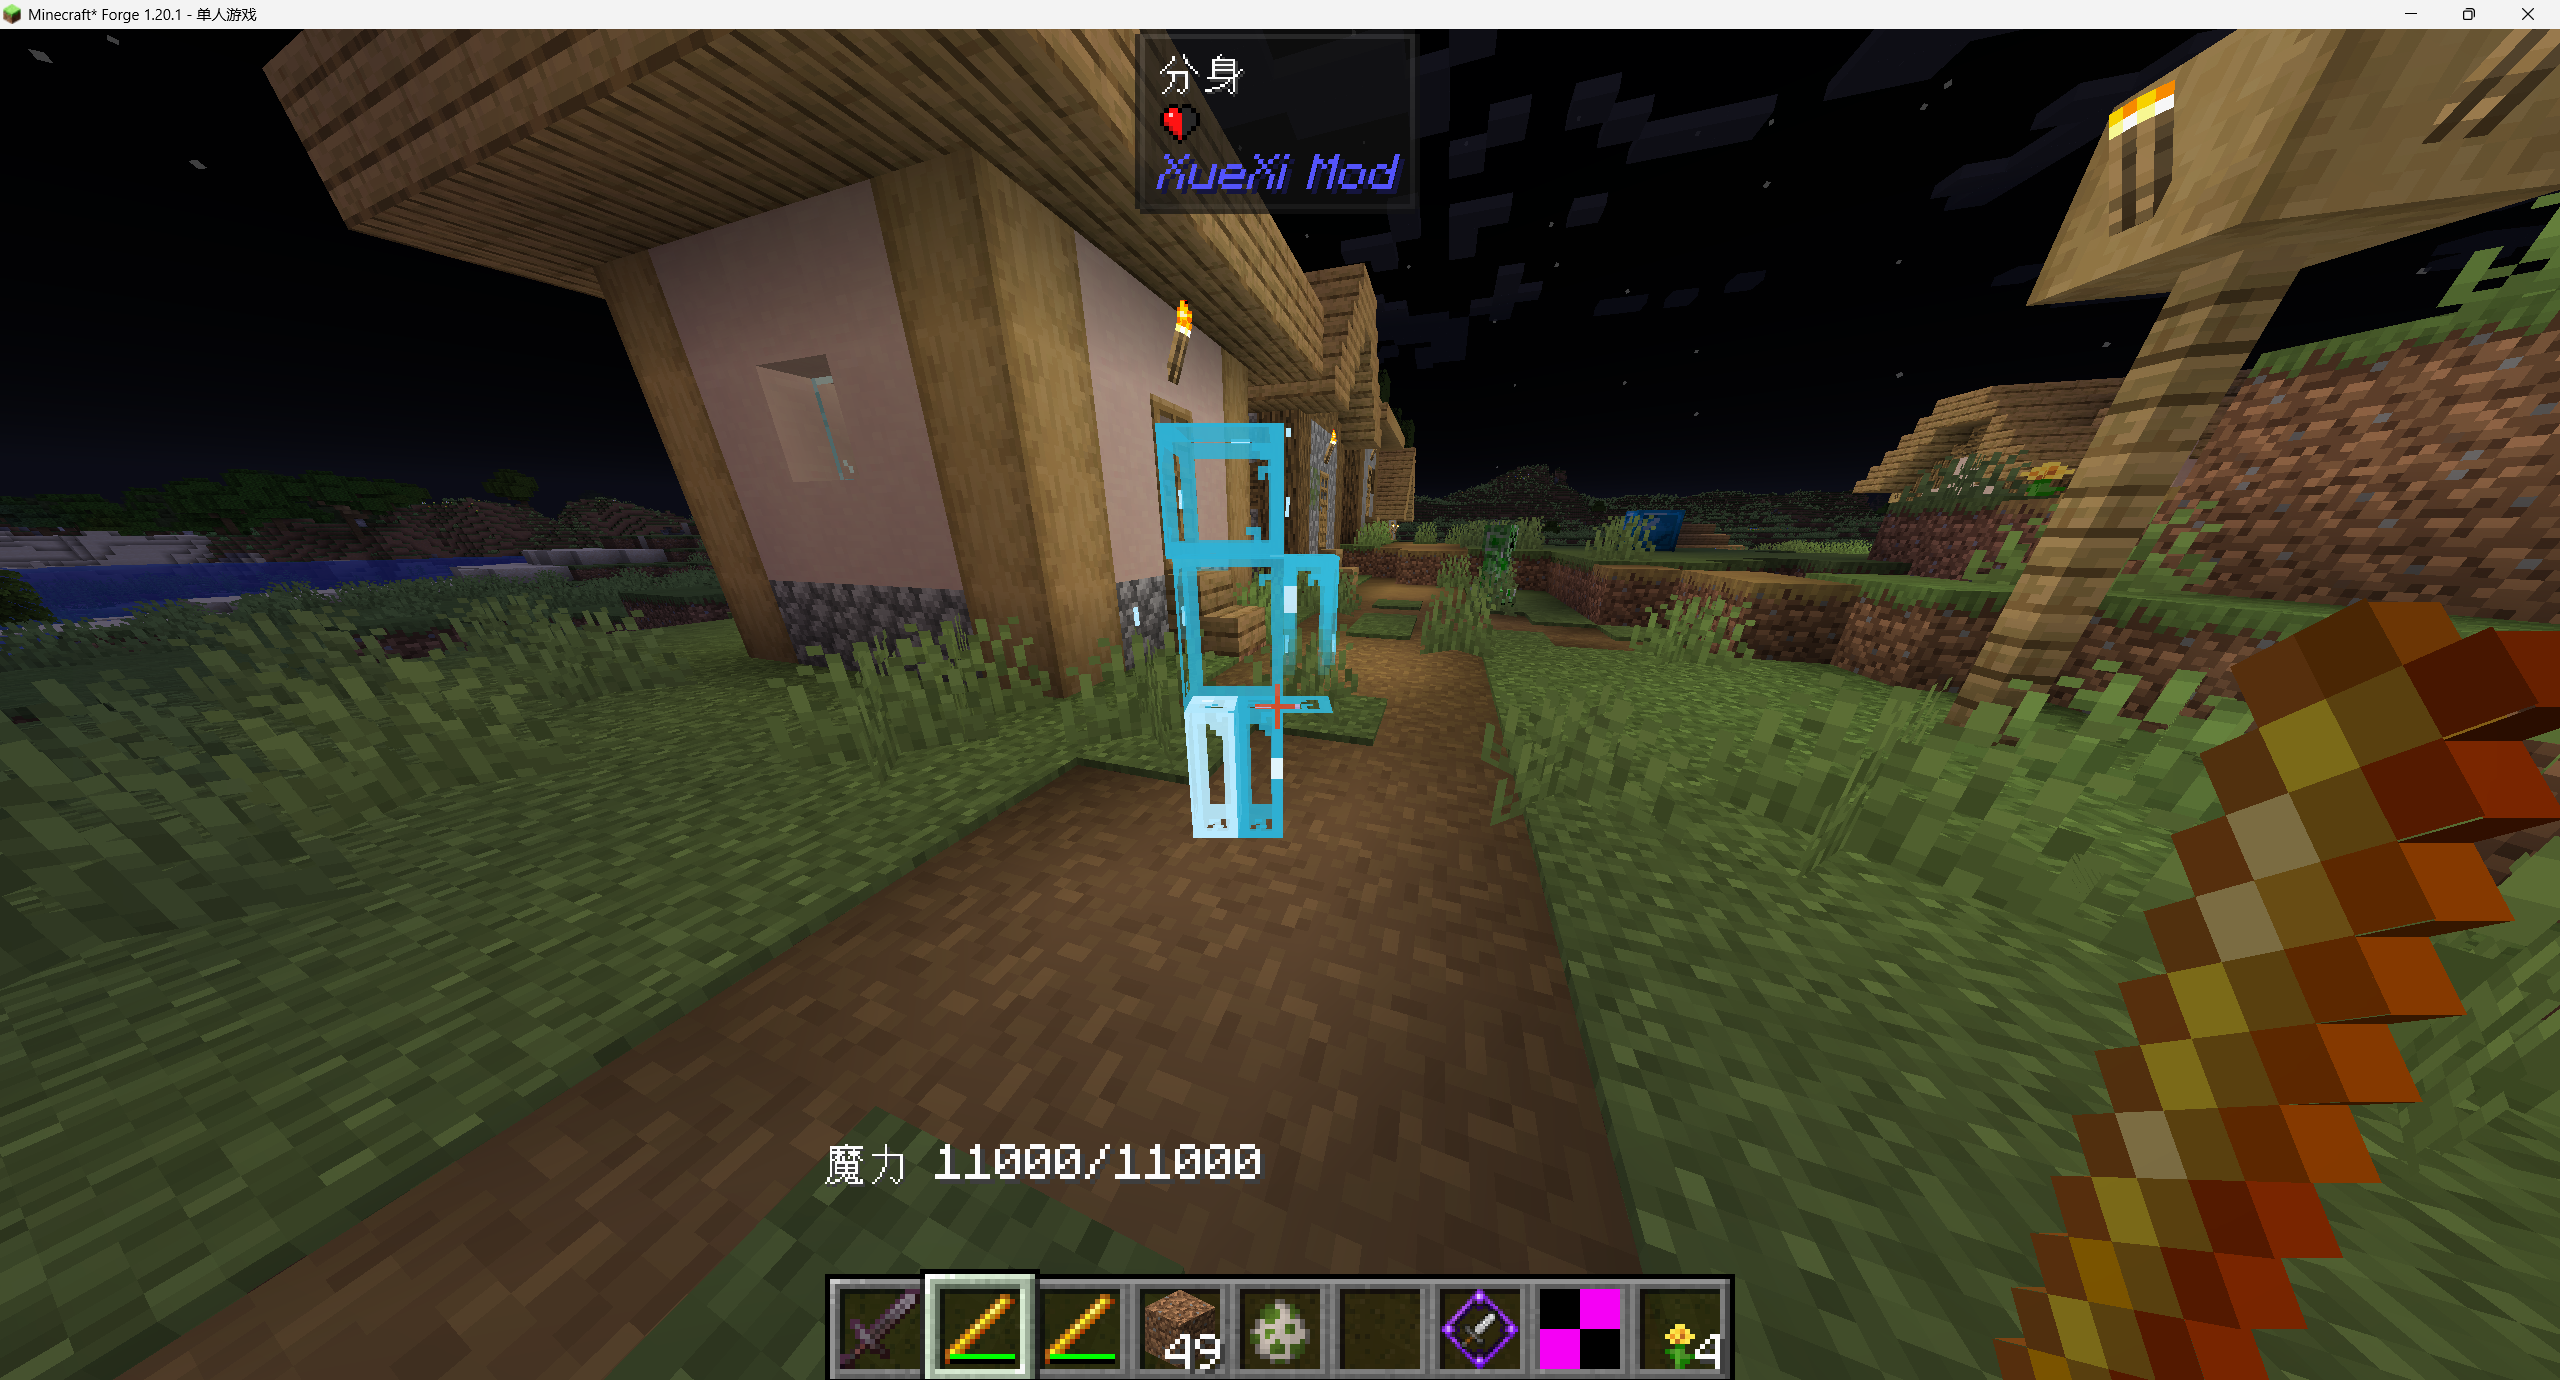 Minecraft* Forge 1.20.1 - 单人游戏
分身
XueXi Mod
魔力 11000/11000
49
4